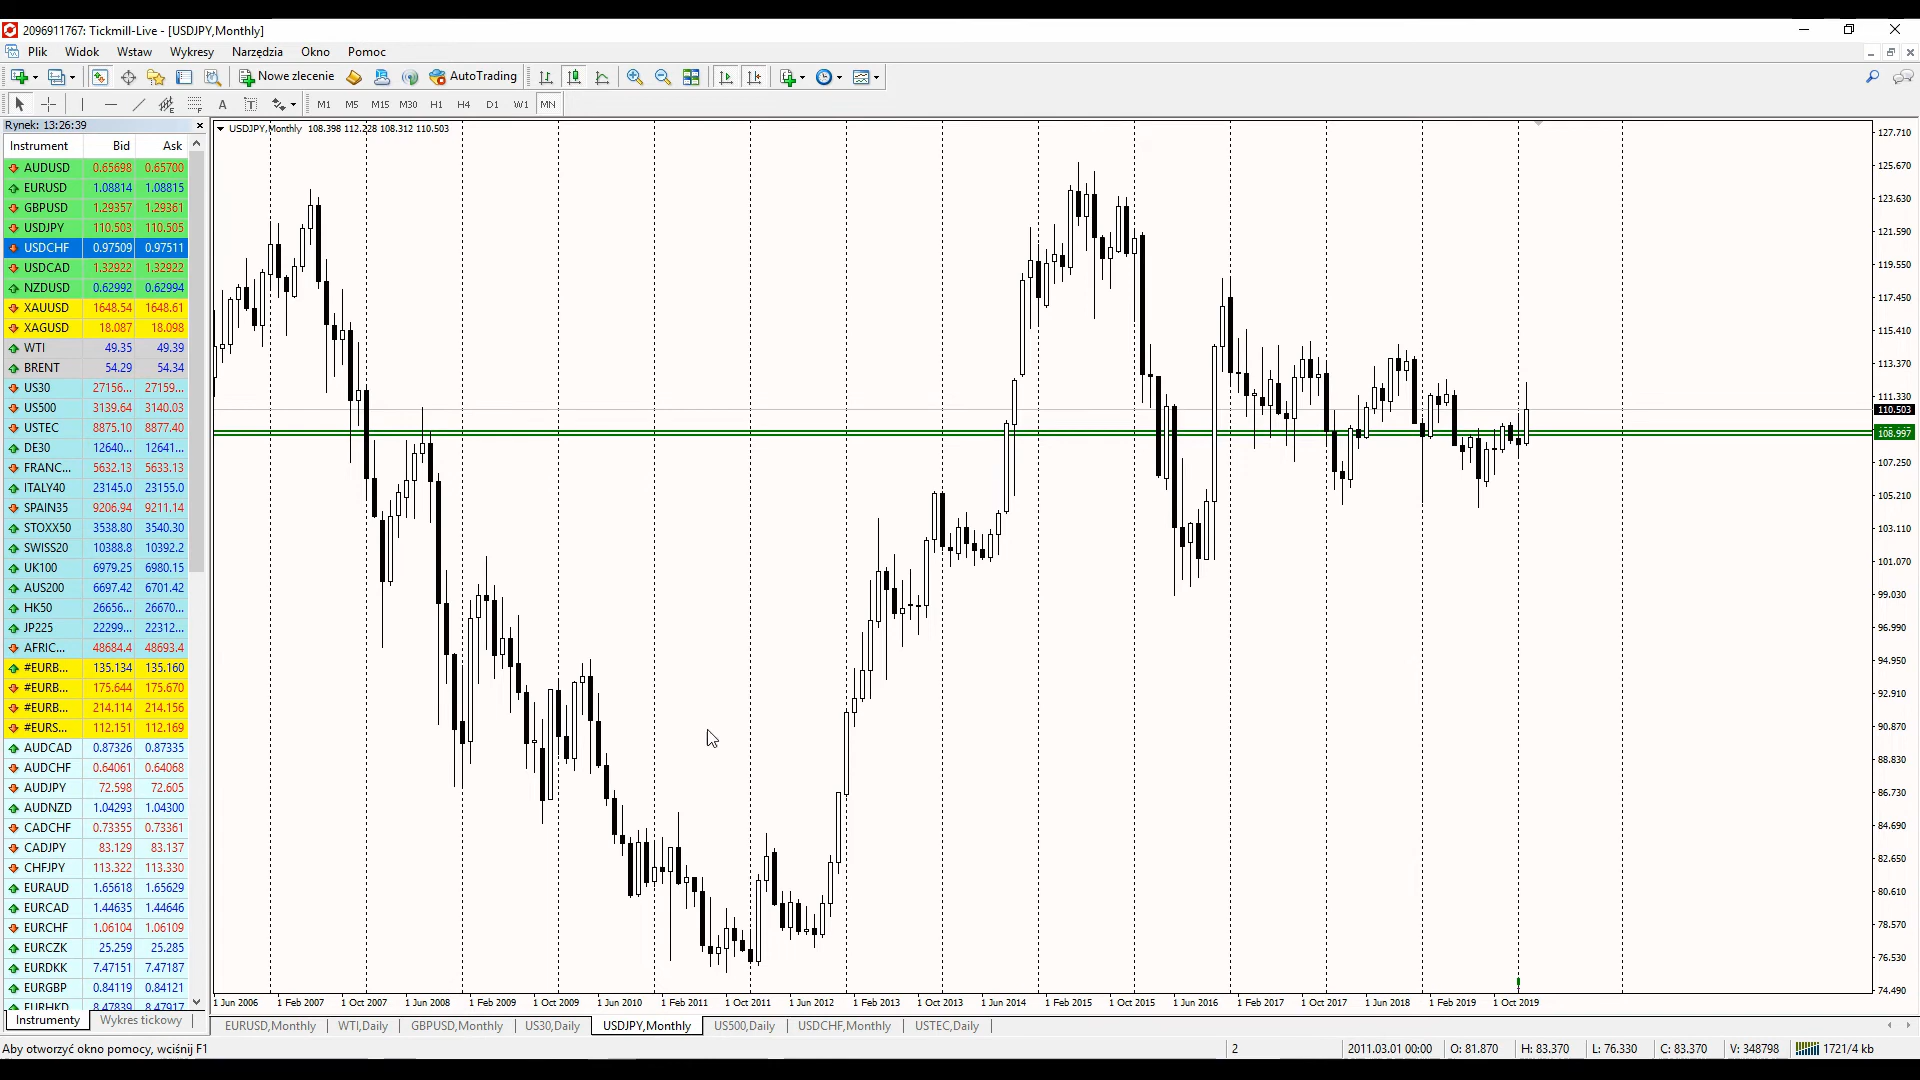 2096911767: Tickmill-Live - [USDJPY,Monthly]
Plik Widok Wstaw Wykresy Narzędzia Okno Pomoc
Nowe zlecenie AutoTrading
A T M1 M5 M15 M30 H1 H4 D1 W1 MN
Rynek: 13:26:39
Instrument Bid Ask
AUDUSD 0.65698 0.65700
EURUSD 1.08814 1.08815
GBPUSD 1.29357 1.29361
USDJPY 110.503 110.505
USDCHF 0.97509 0.97511
USDCAD 1.32922 1.32922
NZDUSD 0.62992 0.62994
XAUUSD 1648.54 1648.61
XAGUSD 18.087 18.098
WTI 49.35 49.39
BRENT 54.29 54.34
US30 27156... 27159...
US500 3139.64 3140.03
USTEC 8875.10 8877.40
DE30 12640... 12641...
FRANC... 5632.13 5633.13
ITALY40 23145.0 23155.0
SPAIN35 9206.94 9211.14
STOXX50 3538.80 3540.30
SWISS20 10388.8 10392.2
UK100 6979.25 6980.15
AUS200 6697.42 6701.42
HK50 26656... 26670...
JP225 22299... 22312...
AFRIC... 48684.4 48693.4
#EURB... 135.134 135.160
#EURB... 175.644 175.670
#EURB... 214.114 214.156
#EURS... 112.151 112.169
AUDCAD 0.87326 0.87335
AUDCHF 0.64061 0.64068
AUDJPY 72.598 72.605
AUDNZD 1.04293 1.04300
CADCHF 0.73355 0.73361
CADJPY 83.129 83.137
CHFJPY 113.322 113.330
EURAUD 1.65618 1.65629
EURCAD 1.44635 1.44646
EURCHF 1.06104 1.06109
EURCZK 25.259 25.285
EURDKK 7.47151 7.47187
EURGBP 0.84119 0.84121
EURHKD 8.47839 8.47917
Instrumenty Wykres tickowy
USDJPY,Monthly 108.398 112.228 108.312 110.503
127.710
125.670
123.630
121.590
119.550
117.450
115.410
113.370
111.330
110.503
108.997
107.250
105.210
103.110
101.070
99.030
96.990
94.950
92.910
90.870
88.830
86.730
84.690
82.650
80.610
78.570
76.530
74.490
1 Jun 2006 1 Feb 2007 1 Oct 2007 1 Jun 2008 1 Feb 2009 1 Oct 2009 1 Jun 2010 1 Feb 2011 1 Oct 2011 1 Jun 2012 1 Feb 2013 1 Oct 2013 1 Jun 2014 1 Feb 2015 1 Oct 2015 1 Jun 2016 1 Feb 2017 1 Oct 2017 1 Jun 2018 1 Feb 2019 1 Oct 2019
EURUSD,Monthly WTI,Daily GBPUSD,Monthly US30,Daily USDJPY,Monthly US500,Daily USDCHF,Monthly USTEC,Daily
Aby otworzyć okno pomocy, wciśnij F1 2 2011.03.01 00:00 O: 81.870 H: 83.370 L: 76.330 C: 83.370 V: 348798 1721/4 kb